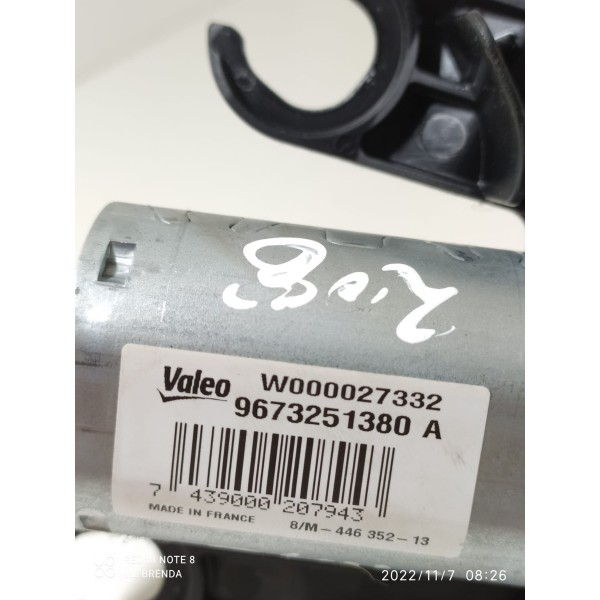 Valeo W000027332
9673251380 A
7 439000 207943
MADE IN FRANCE 8/M-446 352-13
NOTE 8
BRENDA
2022/11/7 08:26